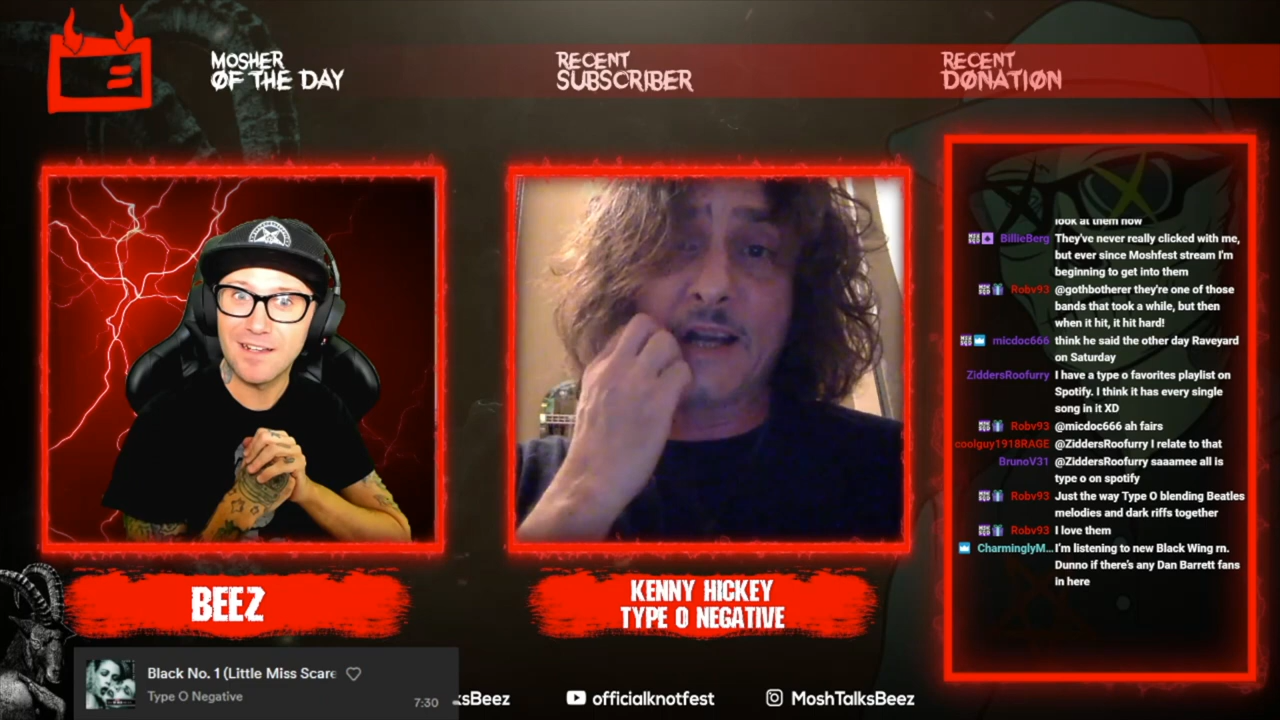 MOSHER
ØF THE DAY
RECENT
SUBSCRIBER
RECENT
DØNATIØN
look at them now
BillieBerg They've never really clicked with me,
but ever since Moshfest stream I'm
beginning to get into them
Robv93 @gothbotherer they're one of those
bands that took a while, but then
when it hit, it hit hard!
micdoc666 think he said the other day Raveyard
on Saturday
ZiddersRoofurry I have a type o favorites playlist on
Spotify. I think it has every single
song in it XD
Robv93 @micdoc666 ah fairs
coolguy1918RAGE @ZiddersRoofurry I relate to that
BrunoV31 @ZiddersRoofurry saaamee all is
type o on spotify
Robv93 Just the way Type O blending Beatles
melodies and dark riffs together
Robv93 I love them
CharminglyM... I'm listening to new Black Wing rn.
Dunno if there's any Dan Barrett fans
in here
BEEZ
KENNY HICKEY
TYPE O NEGATIVE
Black No. 1 (Little Miss Scare
Type O Negative
7:30
ksBeez
officialknotfest
MoshTalksBeez